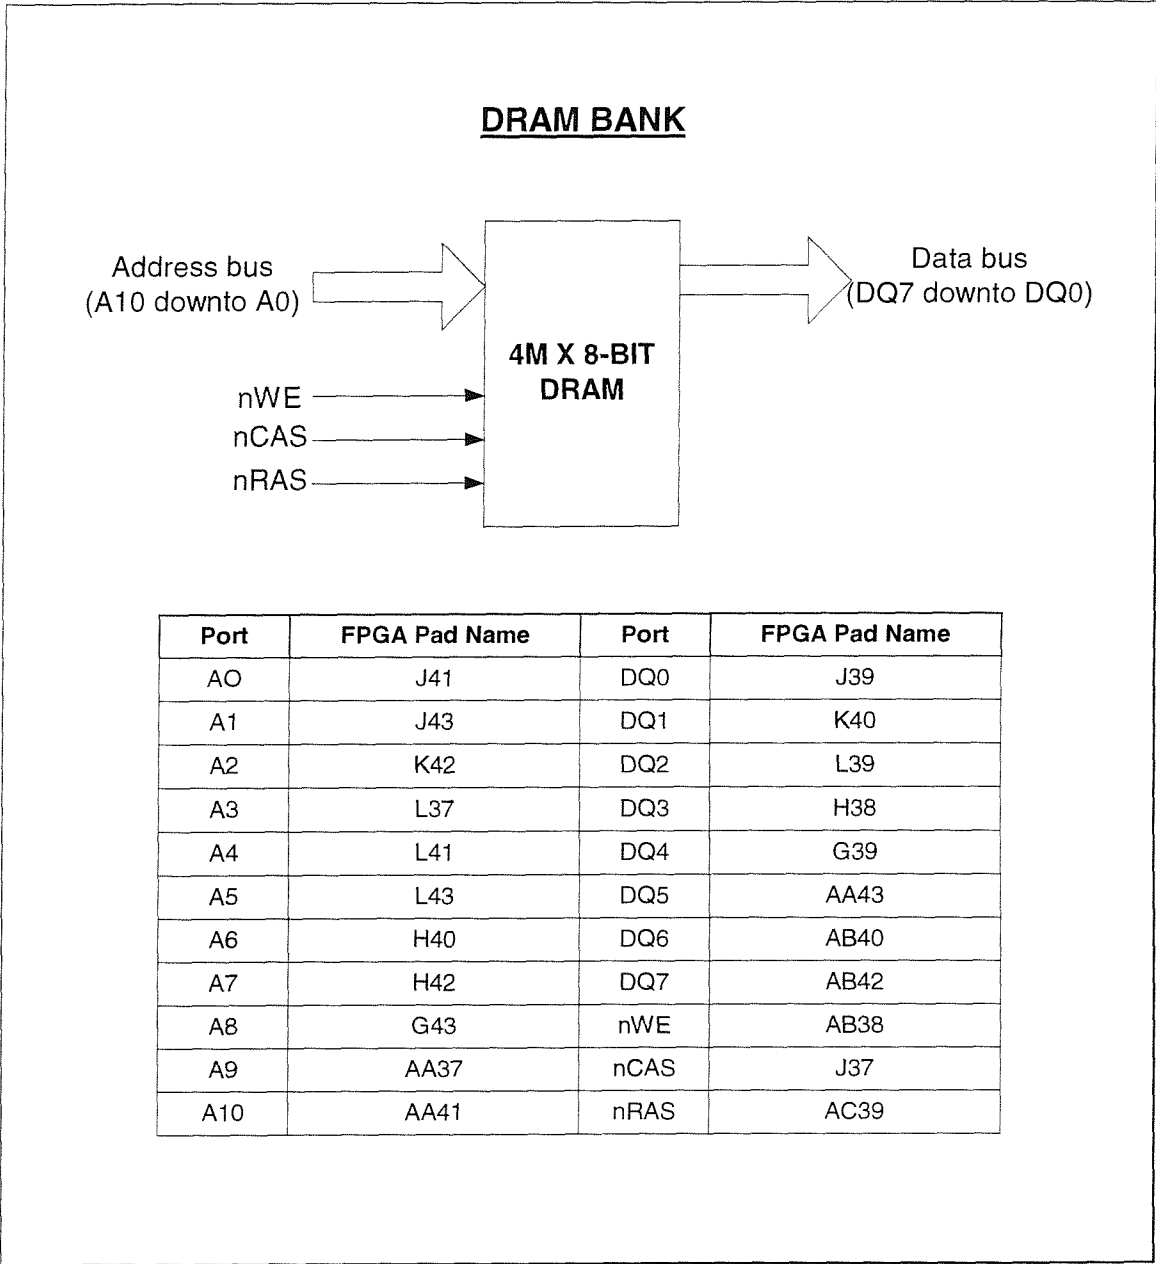 DRAM BANK
Address bus
(A10 downto A0)
Data bus
(DQ7 downto DQ0)
4M X 8-BIT
DRAM
nWE
nCAS
nRAS
Port FPGA Pad Name Port FPGA Pad Name
AO J41 DQ0 J39
A1 J43 DQ1 K40
A2 K42 DQ2 L39
A3 L37 DQ3 H38
A4 L41 DQ4 G39
A5 L43 DQ5 AA43
A6 H40 DQ6 AB40
A7 H42 DQ7 AB42
A8 G43 nWE AB38
A9 AA37 nCAS J37
A10 AA41 nRAS AC39